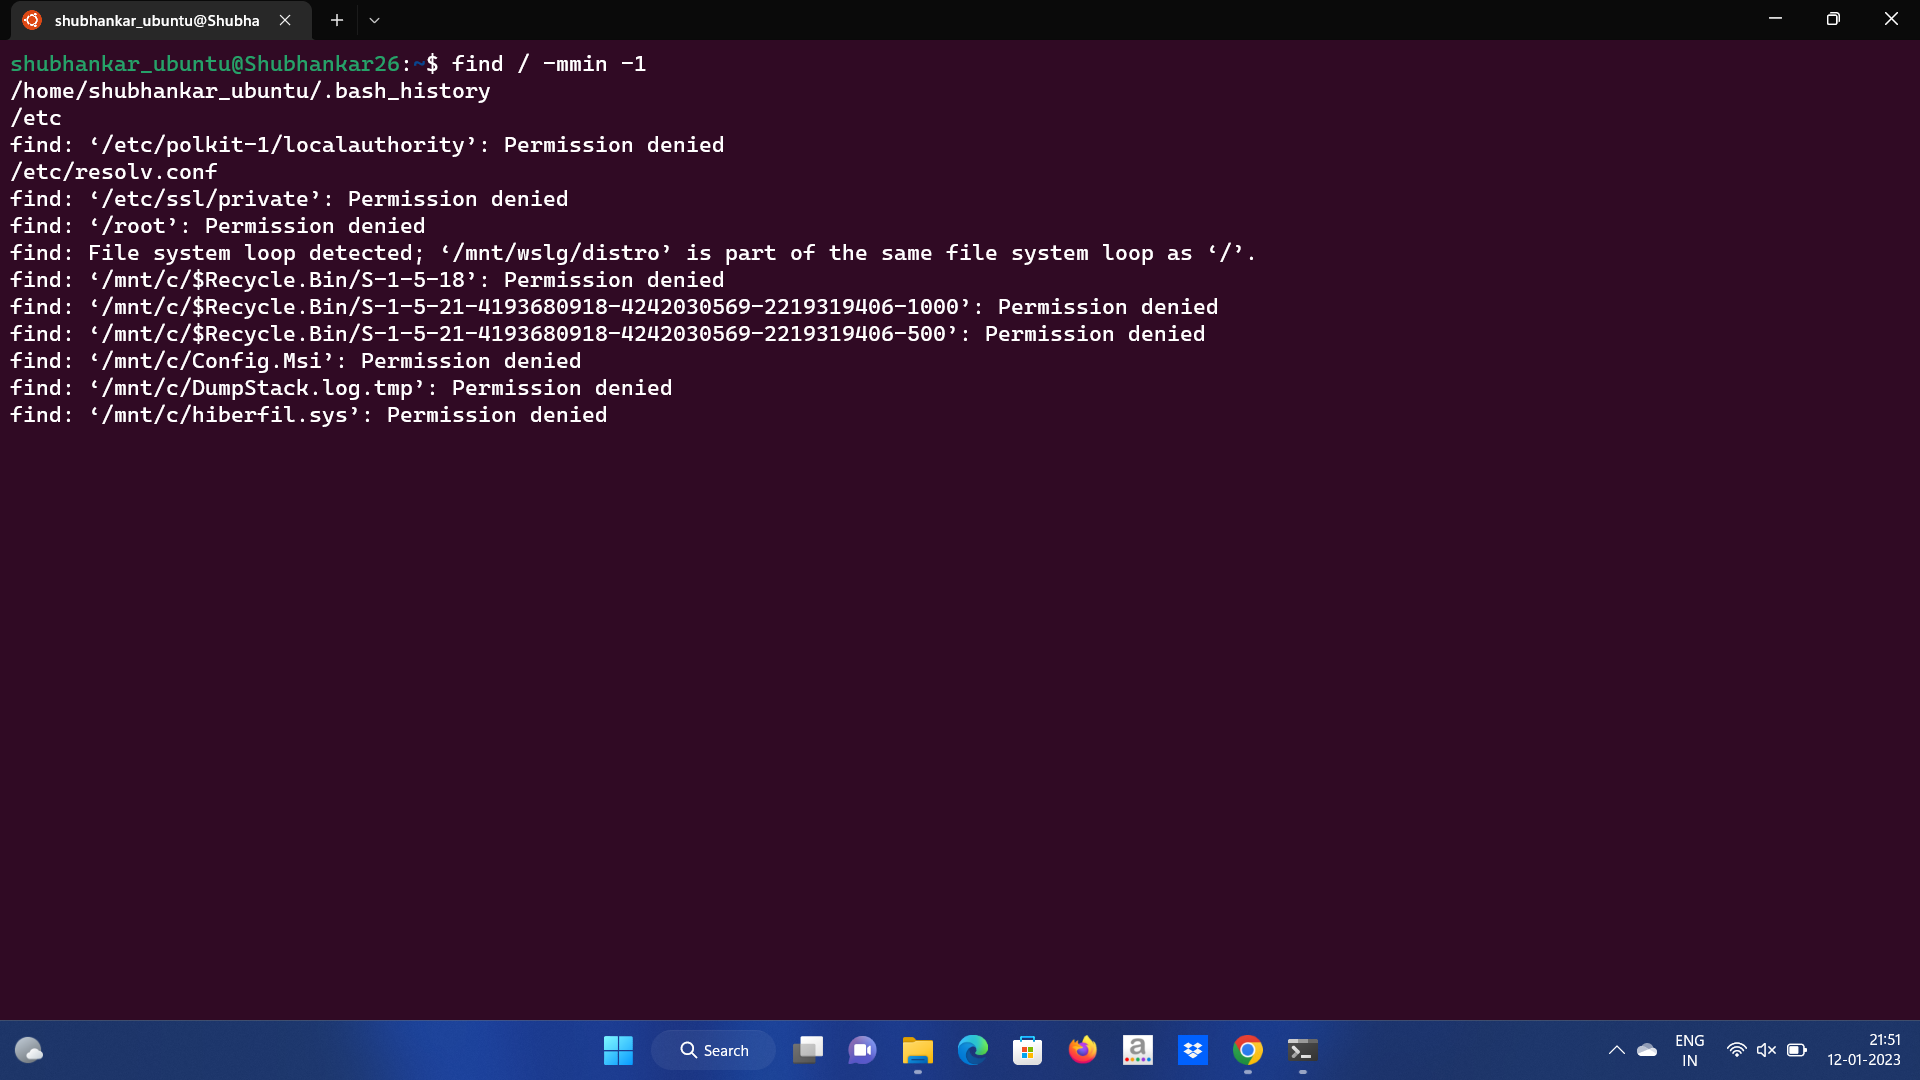 shubhankar_ubuntu@Shubha
shubhankar_ubuntu@Shubhankar26:~$ find / -mmin -1
/home/shubhankar_ubuntu/.bash_history
/etc
find: ‘/etc/polkit-1/localauthority’: Permission denied
/etc/resolv.conf
find: ‘/etc/ssl/private’: Permission denied
find: ‘/root’: Permission denied
find: File system loop detected; ‘/mnt/wslg/distro’ is part of the same file system loop as ‘/’.
find: ‘/mnt/c/$Recycle.Bin/S-1-5-18’: Permission denied
find: ‘/mnt/c/$Recycle.Bin/S-1-5-21-4193680918-4242030569-2219319406-1000’: Permission denied
find: ‘/mnt/c/$Recycle.Bin/S-1-5-21-4193680918-4242030569-2219319406-500’: Permission denied
find: ‘/mnt/c/Config.Msi’: Permission denied
find: ‘/mnt/c/DumpStack.log.tmp’: Permission denied
find: ‘/mnt/c/hiberfil.sys’: Permission denied
Search
a
ENG
IN
21:51
12-01-2023